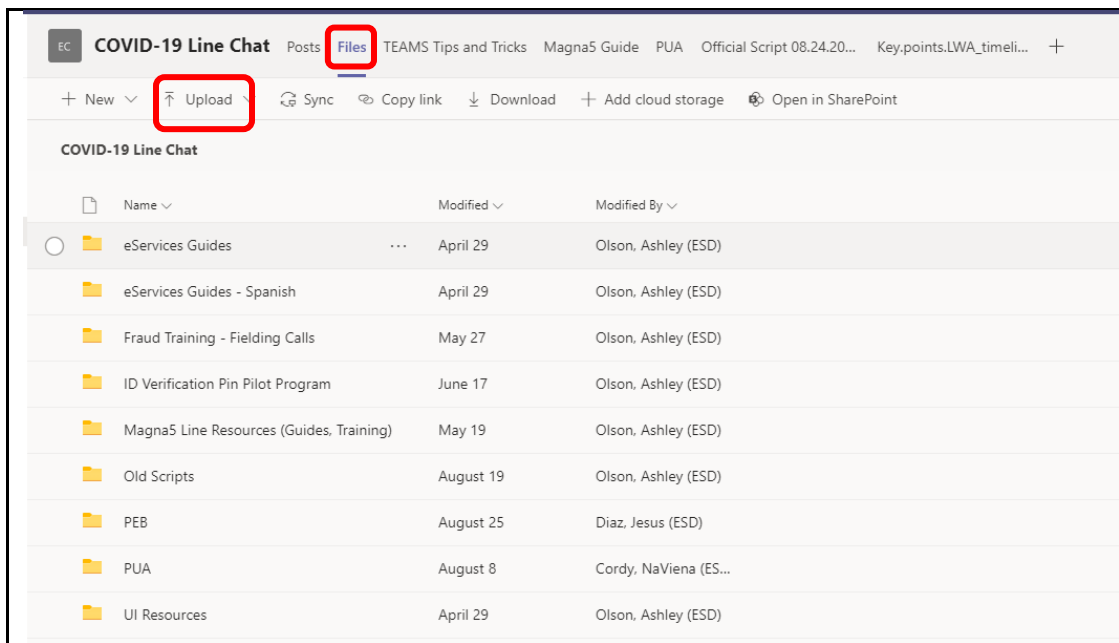 EC COVID-19 Line Chat Posts Files TEAMS Tips and Tricks Magna5 Guide PUA Official Script 08.24.20... Key.points.LWA_timeli...
New Upload Sync Copy link Download Add cloud storage Open in SharePoint
COVID-19 Line Chat
Name Modified Modified By
eServices Guides ... April 29 Olson, Ashley (ESD)
eServices Guides - Spanish April 29 Olson, Ashley (ESD)
Fraud Training - Fielding Calls May 27 Olson, Ashley (ESD)
ID Verification Pin Pilot Program June 17 Olson, Ashley (ESD)
Magna5 Line Resources (Guides, Training) May 19 Olson, Ashley (ESD)
Old Scripts August 19 Olson, Ashley (ESD)
PEB August 25 Diaz, Jesus (ESD)
PUA August 8 Cordy, NaViena (ES...
UI Resources April 29 Olson, Ashley (ESD)